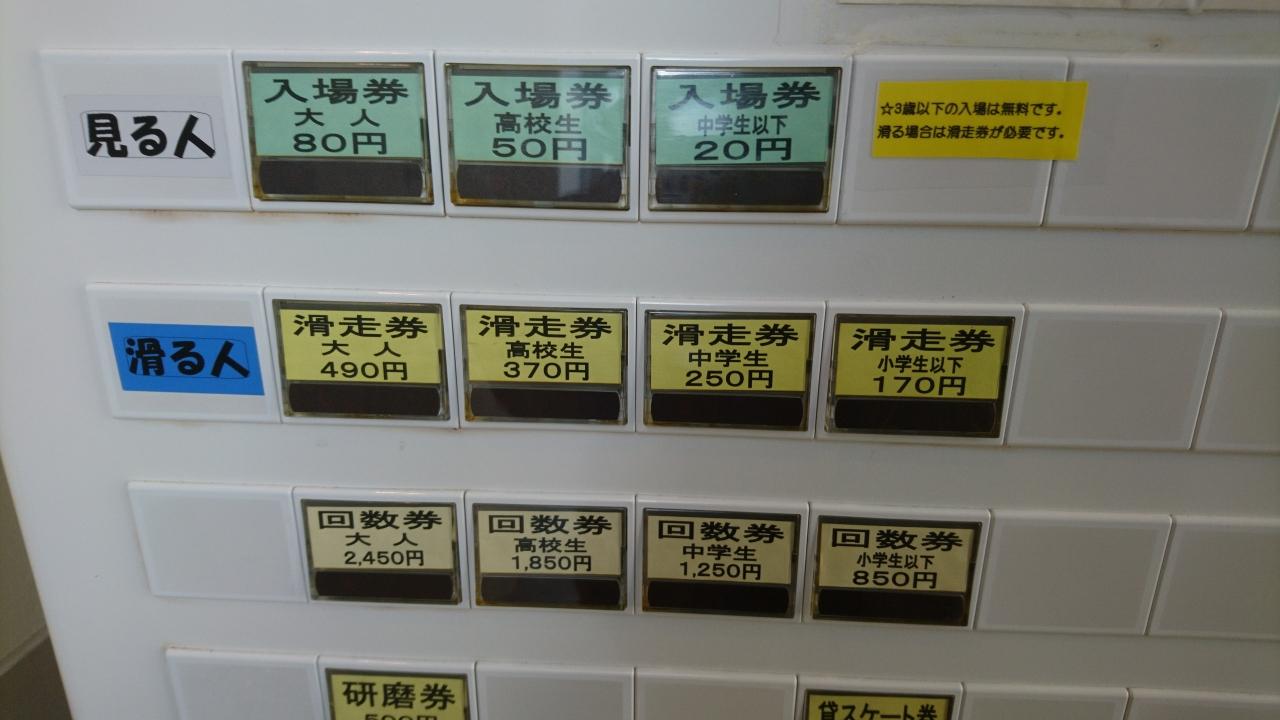 見る人
入場券
大人
80円
入場券
高校生
50円
入場券
中学生以下
20円
☆3歳以下の入場は無料です。
滑る場合は滑走券が必要です。
滑る人
滑走券
大人
490円
滑走券
高校生
370円
滑走券
中学生
250円
滑走券
小学生以下
170円
回数券
大人
2,450円
回数券
高校生
1,850円
回数券
中学生
1,250円
回数券
小学生以下
850円
研磨券
貸スケート券